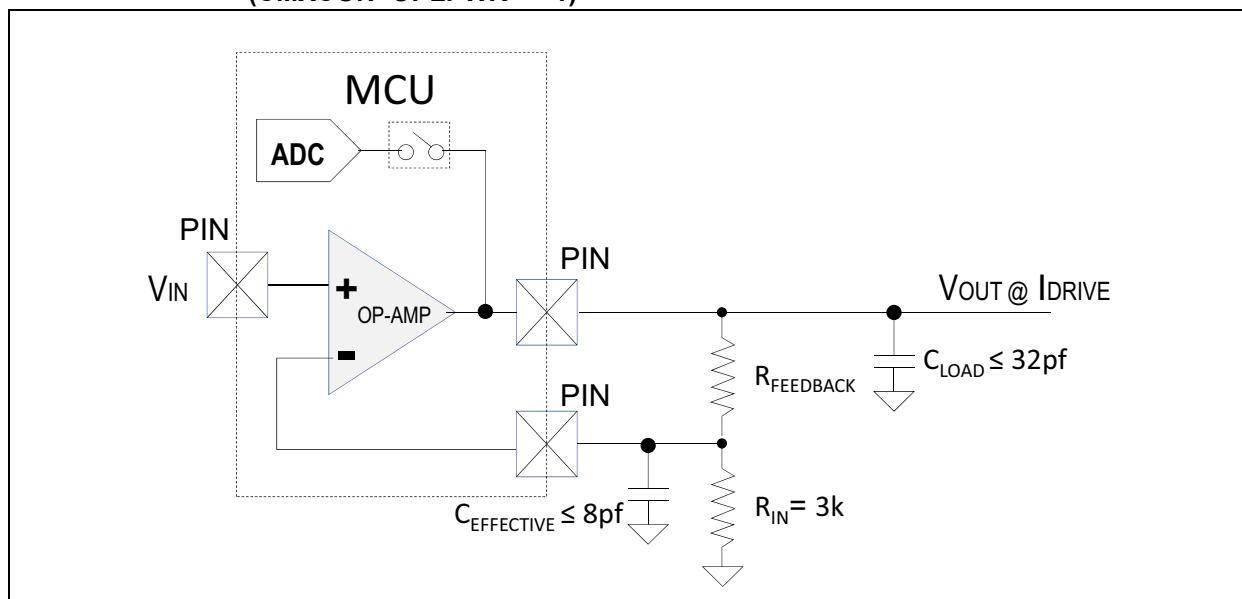 MCU
ADC
PIN
VIN
+
OP-AMP
-
PIN
VOUT @ IDRIVE
RFEEDBACK
CLOAD ≤ 32pf
PIN
CEFFECTIVE ≤ 8pf
RIN = 3k